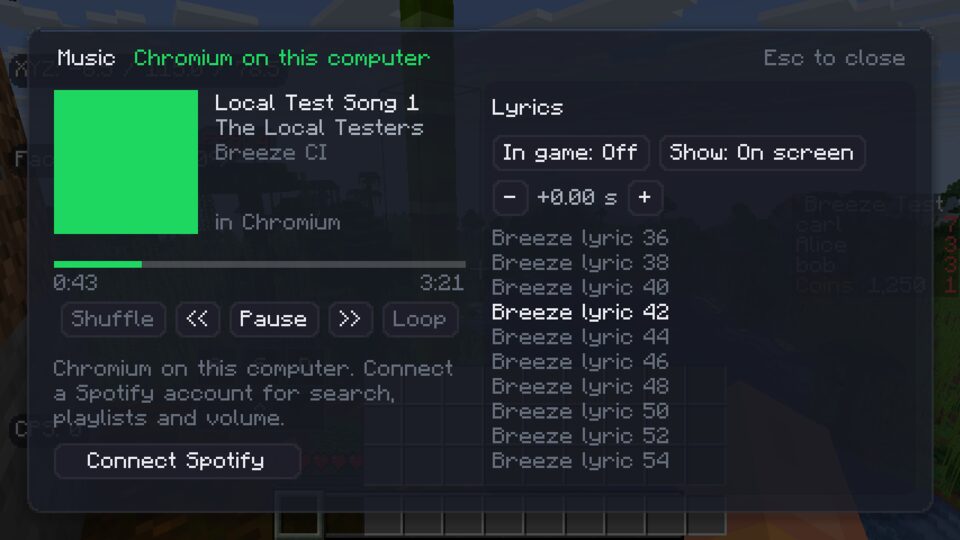 Music Chromium on this computer
Esc to close
Local Test Song 1
The Local Testers
Breeze CI
in Chromium
0:43
3:21
Shuffle
<<
Pause
>>
Loop
Chromium on this computer. Connect
a Spotify account for search,
playlists and volume.
Connect Spotify
Lyrics
In game: Off
Show: On screen
- +0.00 s +
Breeze lyric 36
Breeze lyric 38
Breeze lyric 40
Breeze lyric 42
Breeze lyric 44
Breeze lyric 46
Breeze lyric 48
Breeze lyric 50
Breeze lyric 52
Breeze lyric 54
Breeze Test
carl
Alice
bob
Coins: 1,250